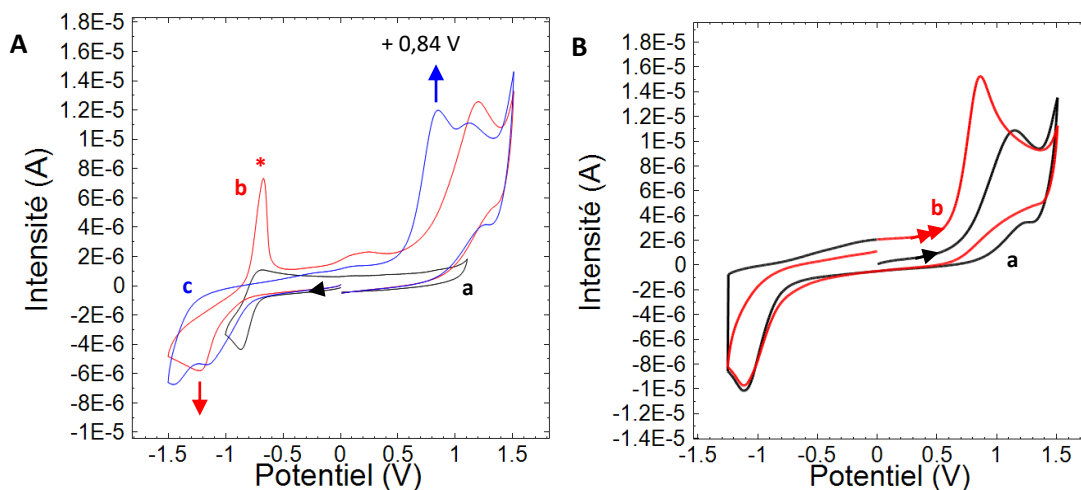 A
+ 0,84 V
1.8E-5
1.6E-5
1.4E-5
1.2E-5
1E-5
8E-6
6E-6
4E-6
2E-6
0
-2E-6
-4E-6
-6E-6
-8E-6
-1E-5
Intensité (A)
*
b
c
a
-1.5 -1 -0.5 0 0.5 1 1.5
Potentiel (V)
B
1.8E-5
1.6E-5
1.4E-5
1.2E-5
1E-5
8E-6
6E-6
4E-6
2E-6
0
-2E-6
-4E-6
-6E-6
-8E-6
-1E-5
-1.2E-5
-1.4E-5
Intensité (A)
b
a
-1.5 -1 -0.5 0 0.5 1 1.5
Potentiel (V)